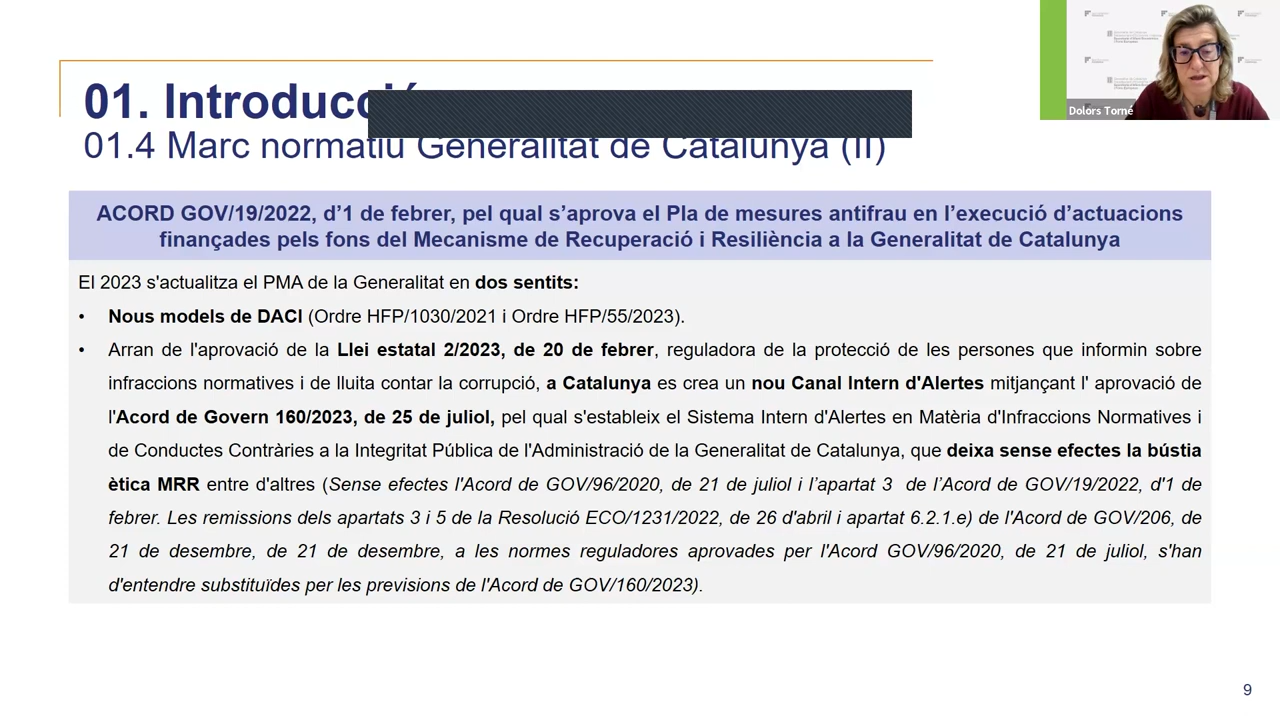 Dolors Torné
01. Introducció
01.4 Marc normatiu Generalitat de Catalunya (II)
ACORD GOV/19/2022, d’1 de febrer, pel qual s’aprova el Pla de mesures antifrau en l’execució d’actuacions
finançades pels fons del Mecanisme de Recuperació i Resiliència a la Generalitat de Catalunya
El 2023 s'actualitza el PMA de la Generalitat en dos sentits:
• Nous models de DACI (Ordre HFP/1030/2021 i Ordre HFP/55/2023).
• Arran de l'aprovació de la Llei estatal 2/2023, de 20 de febrer, reguladora de la protecció de les persones que informin sobre
infraccions normatives i de lluita contar la corrupció, a Catalunya es crea un nou Canal Intern d'Alertes mitjançant l' aprovació de
l'Acord de Govern 160/2023, de 25 de juliol, pel qual s'estableix el Sistema Intern d'Alertes en Matèria d'Infraccions Normatives i
de Conductes Contràries a la Integritat Pública de l'Administració de la Generalitat de Catalunya, que deixa sense efectes la bústia
ètica MRR entre d'altres (Sense efectes l'Acord de GOV/96/2020, de 21 de juliol i l’apartat 3 de l’Acord de GOV/19/2022, d'1 de
febrer. Les remissions dels apartats 3 i 5 de la Resolució ECO/1231/2022, de 26 d'abril i apartat 6.2.1.e) de l'Acord de GOV/206, de
21 de desembre, de 21 de desembre, a les normes reguladores aprovades per l'Acord GOV/96/2020, de 21 de juliol, s'han
d'entendre substituïdes per les previsions de l'Acord de GOV/160/2023).
9